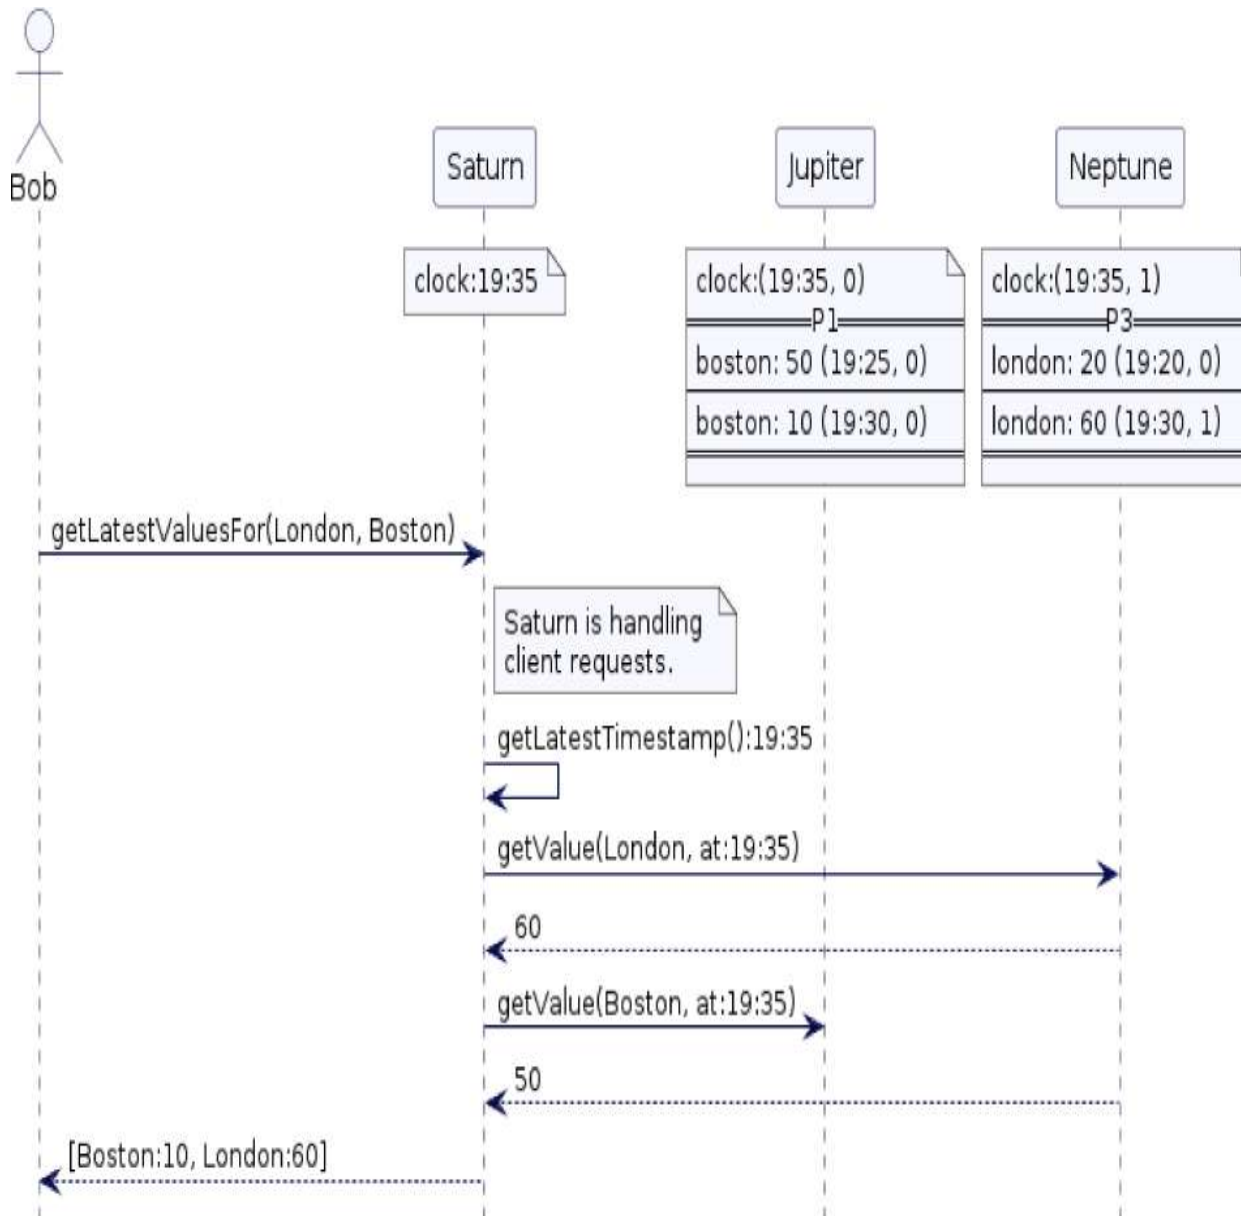 Bob
Saturn
Jupiter
Neptune
clock:19:35
clock:(19:35, 0)
P1
boston: 50 (19:25, 0)
boston: 10 (19:30, 0)
clock:(19:35, 1)
P3
london: 20 (19:20, 0)
london: 60 (19:30, 1)
getLatestValuesFor(London, Boston)
Saturn is handling
client requests.
getLatestTimestamp():19:35
getValue(London, at:19:35)
60
getValue(Boston, at:19:35)
50
[Boston:10, London:60]